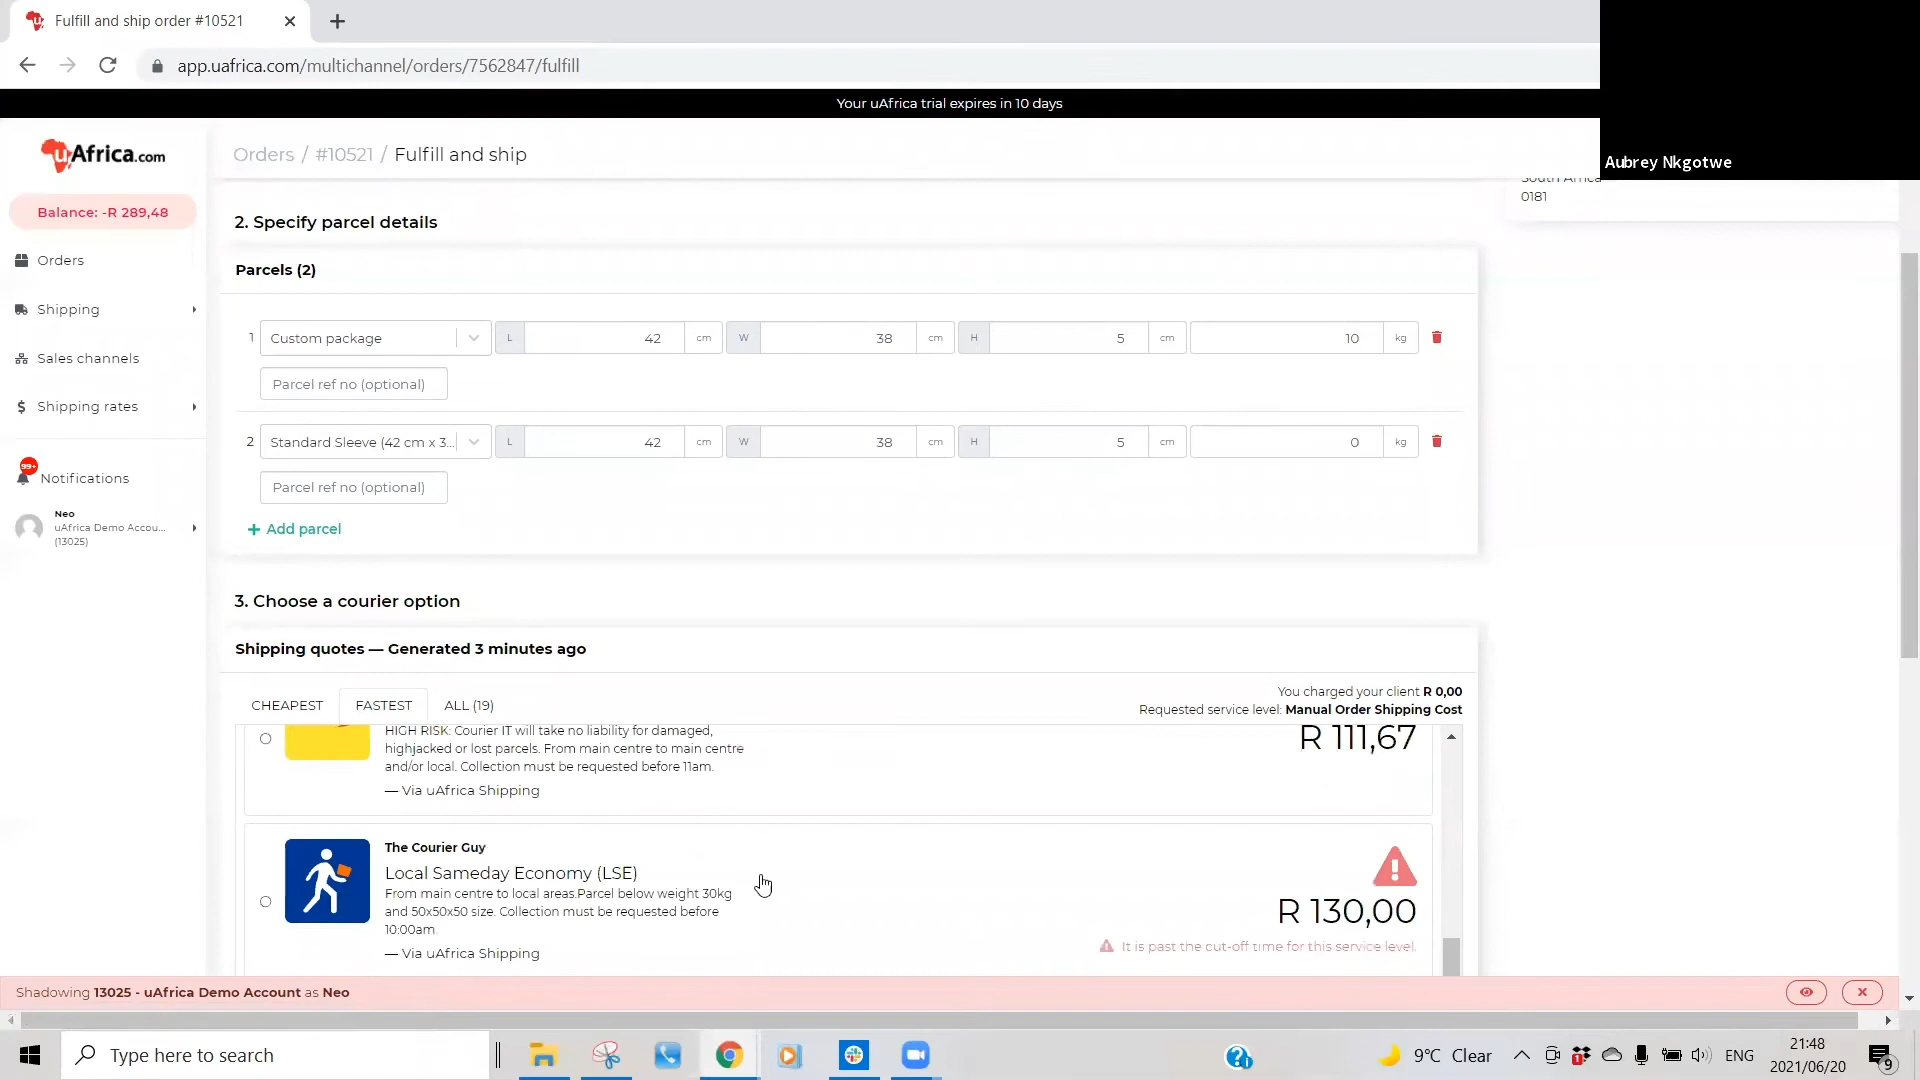 Fulfill and ship order #10521
app.uafrica.com/multichannel/orders/7562847/fulfill
Your uAfrica trial expires in 10 days
Aubrey Nkgotwe
uAfrica.com
Orders / #10521 / Fulfill and ship
South Africa
0181
Balance: -R 289,48
Orders
Shipping
Sales channels
Shipping rates
99+
Notifications
Neo
uAfrica Demo Accou...
(13025)
2. Specify parcel details
Parcels (2)
1 Custom package L 42 cm W 38 cm H 5 cm 10 kg
Parcel ref no (optional)
2 Standard Sleeve (42 cm x 3... L 42 cm W 38 cm H 5 cm 0 kg
Parcel ref no (optional)
+ Add parcel
3. Choose a courier option
Shipping quotes — Generated 3 minutes ago
CHEAPEST FASTEST ALL (19)
You charged your client R 0,00
Requested service level: Manual Order Shipping Cost
HIGH RISK: Courier IT will take no liability for damaged,
highjacked or lost parcels. From main centre to main centre
and/or local. Collection must be requested before 11am.
— Via uAfrica Shipping
R 111,67
The Courier Guy
Local Sameday Economy (LSE)
From main centre to local areas.Parcel below weight 30kg
and 50x50x50 size. Collection must be requested before
10:00am.
— Via uAfrica Shipping
R 130,00
It is past the cut-off time for this service level.
Shadowing 13025 - uAfrica Demo Account as Neo
Type here to search
9°C Clear
1
ENG
21:48
2021/06/20
9